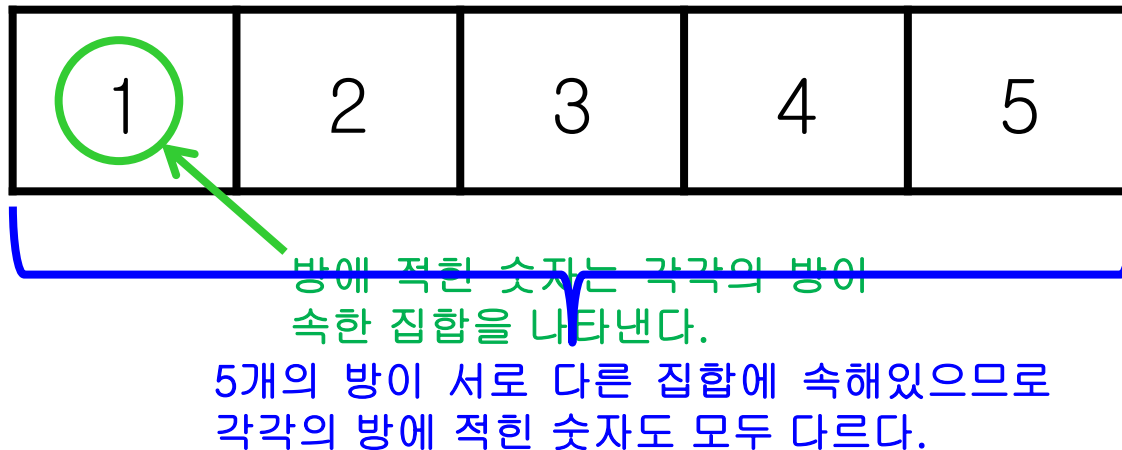 1 2 3 4 5
방에 적힌 숫자는 각각의 방이
속한 집합을 나타낸다.
5개의 방이 서로 다른 집합에 속해있으므로
각각의 방에 적힌 숫자도 모두 다르다.